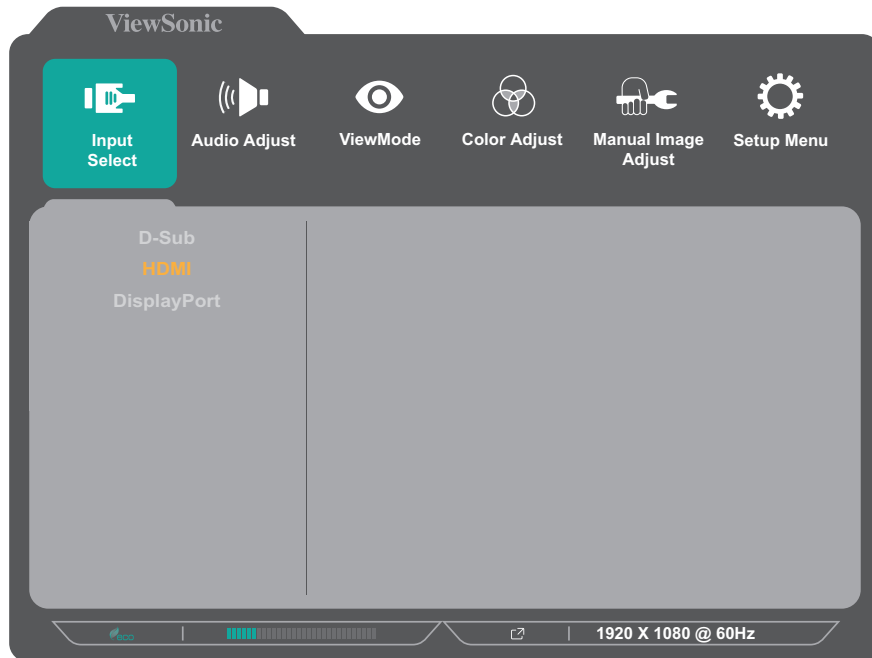 ViewSonic
Input
Select
Audio Adjust
ViewMode
Color Adjust
Manual Image
Adjust
Setup Menu
D-Sub
HDMI
DisplayPort
eco
1920 X 1080 @ 60Hz